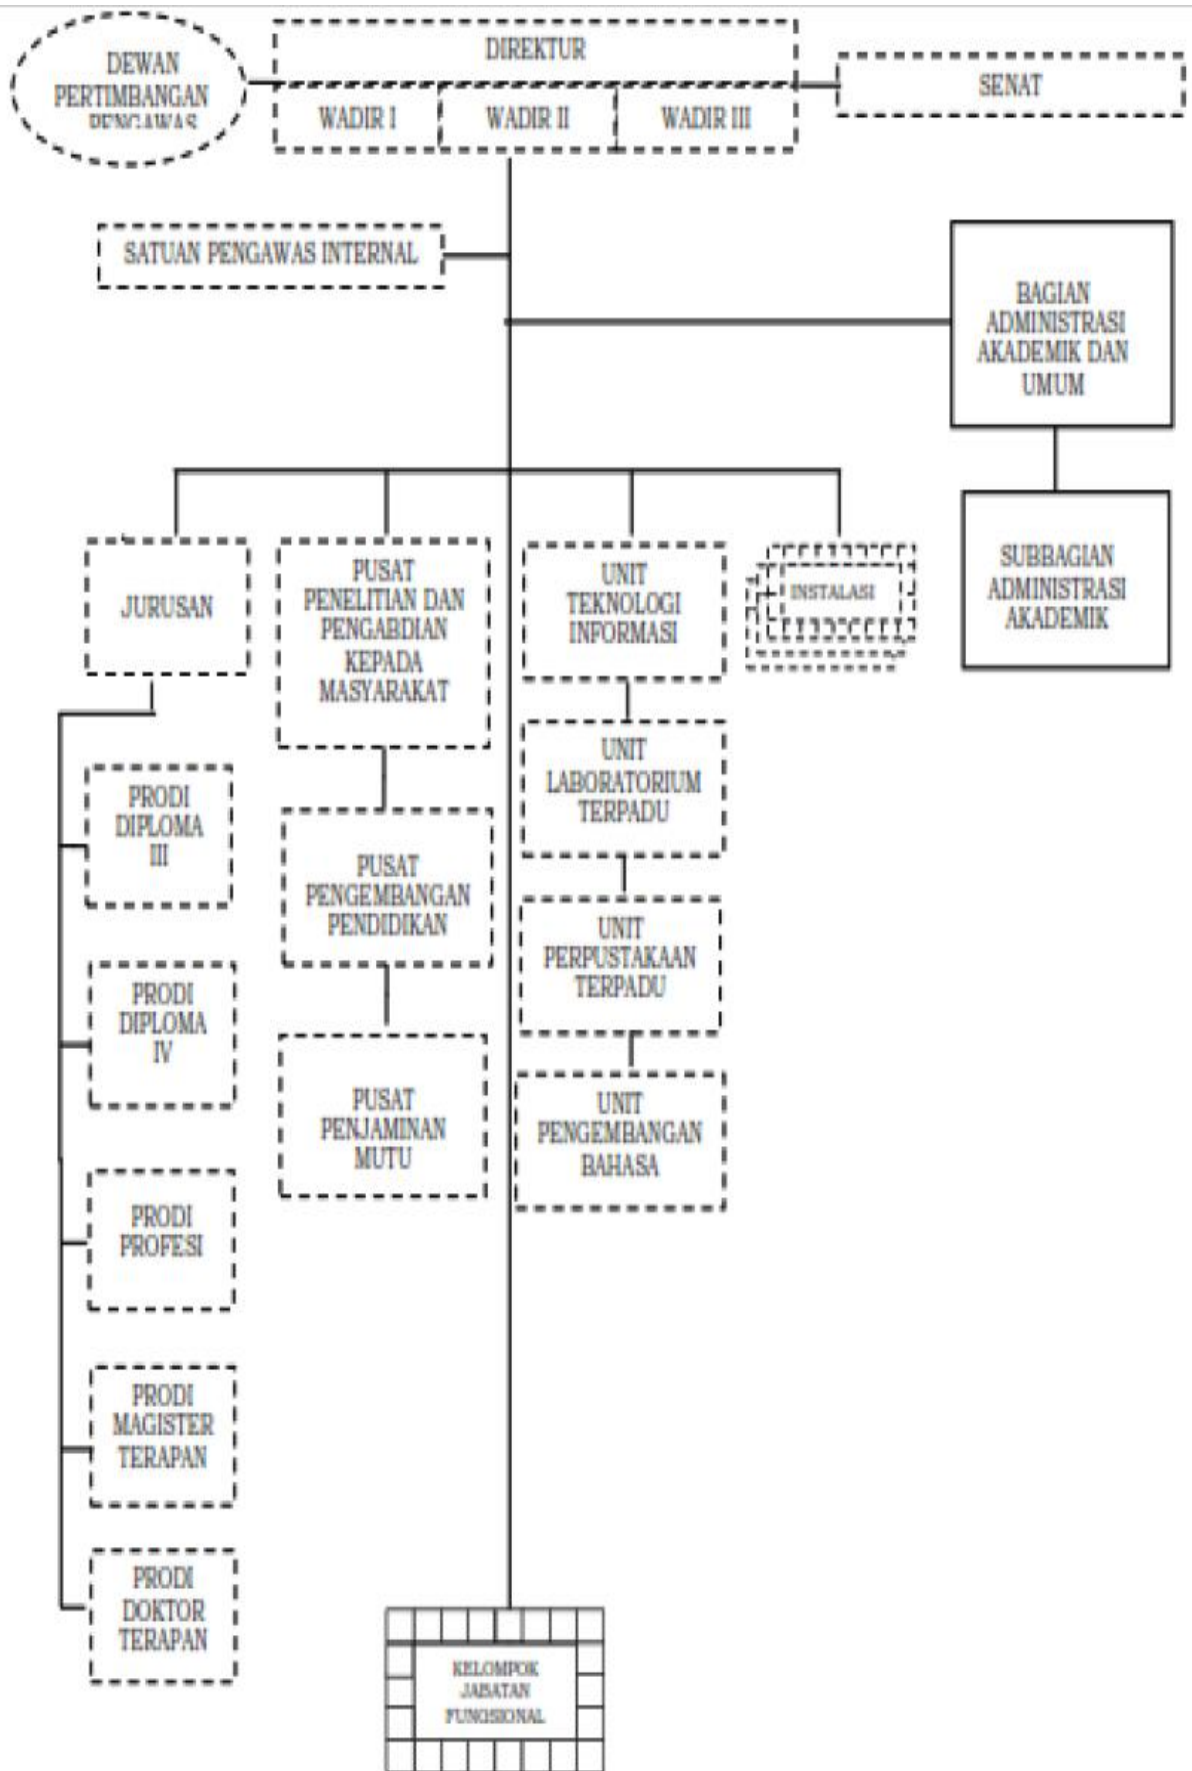 DEWAN
PERTIMBANGAN
PENGAWAS
DIREKTUR
WADIR I
WADIR II
WADIR III
SENAT
SATUAN PENGAWAS INTERNAL
BAGIAN
ADMINISTRASI
AKADEMIK DAN
UMUM
SUBBAGIAN
ADMINISTRASI
AKADEMIK
JURUSAN
PRODI
DIPLOMA
III
PRODI
DIPLOMA
IV
PRODI
PROFESI
PRODI
MAGISTER
TERAPAN
PRODI
DOKTOR
TERAPAN
PUSAT
PENELITIAN DAN
PENGABDIAN
KEPADA
MASYARAKAT
PUSAT
PENGEMBANGAN
PENDIDIKAN
PUSAT
PENJAMINAN
MUTU
UNIT
TEKNOLOGI
INFORMASI
UNIT
LABORATORIUM
TERPADU
UNIT
PERPUSTAKAAN
TERPADU
UNIT
PENGEMBANGAN
BAHASA
INSTALASI
KELOMPOK
JABATAN
FUNGSIONAL